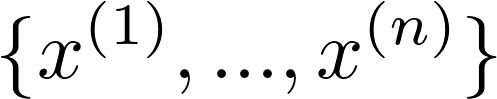 {x^{(1)}, ..., x^{(n)}}